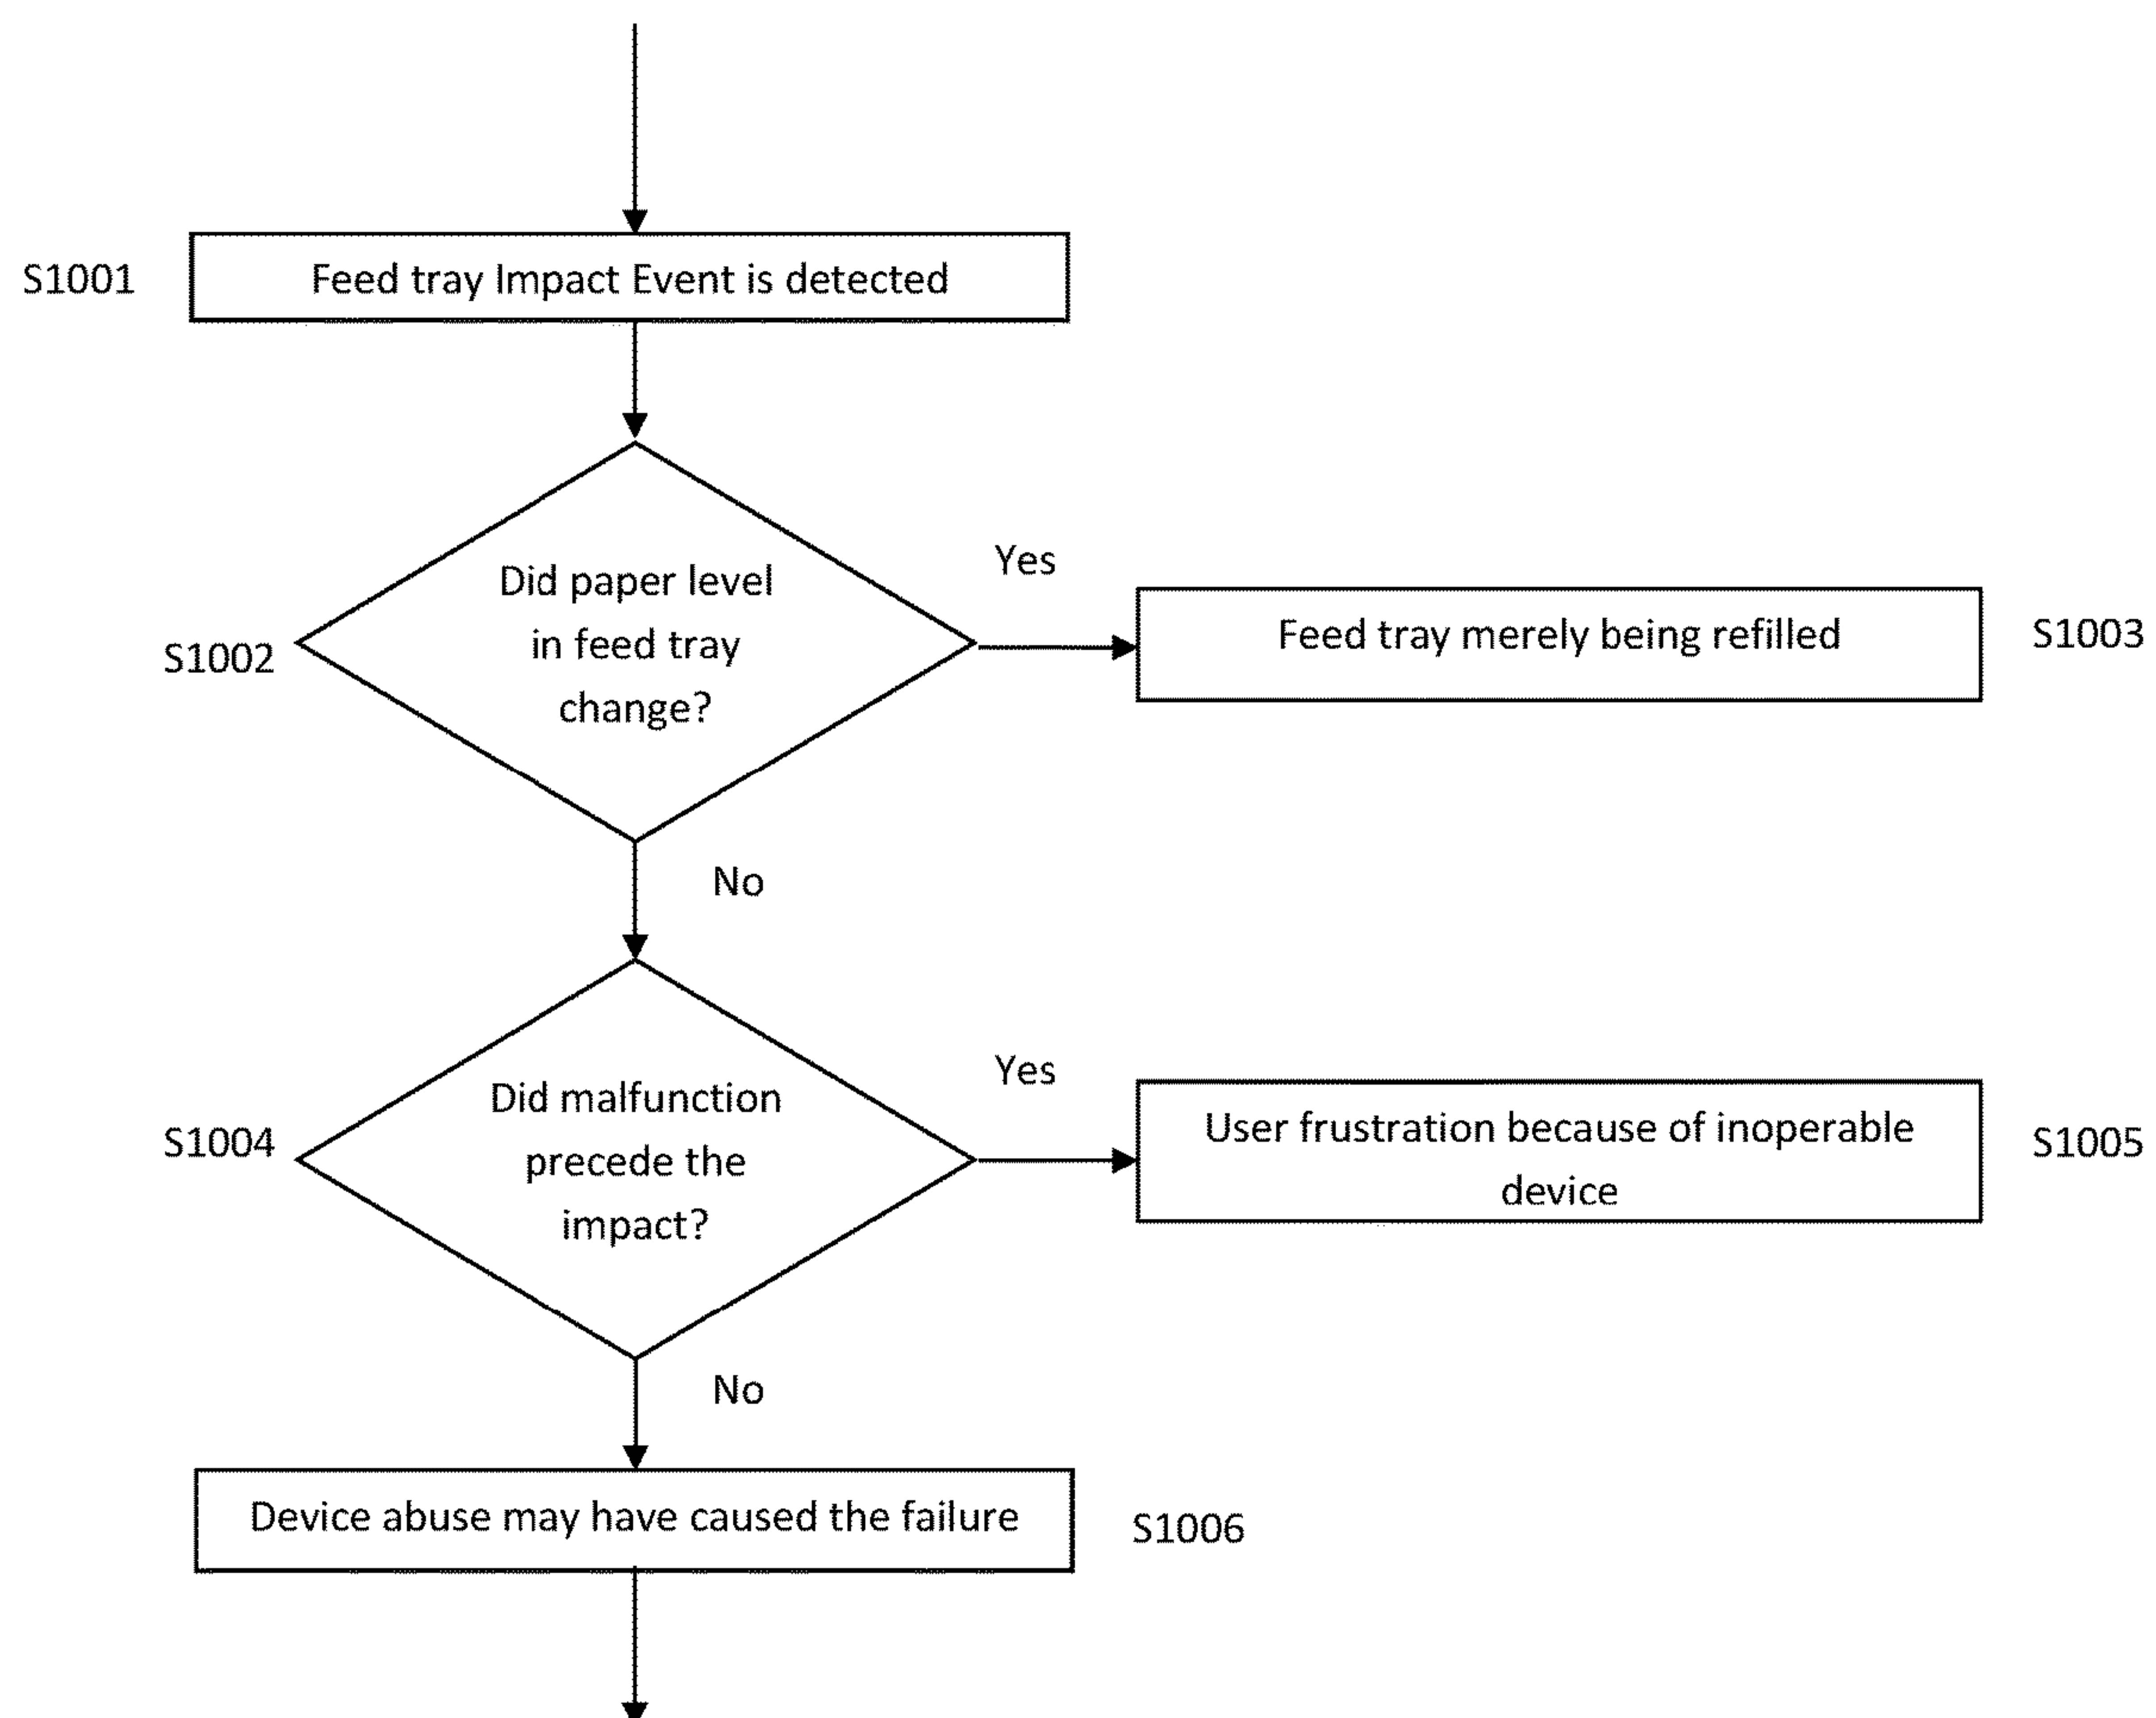 S1001
Feed tray Impact Event is detected
Did paper level
in feed tray
change?
S1002
Yes
Feed tray merely being refilled
S1003
No
Did malfunction
precede the
impact?
S1004
Yes
User frustration because of inoperable
device
S1005
No
Device abuse may have caused the failure
S1006